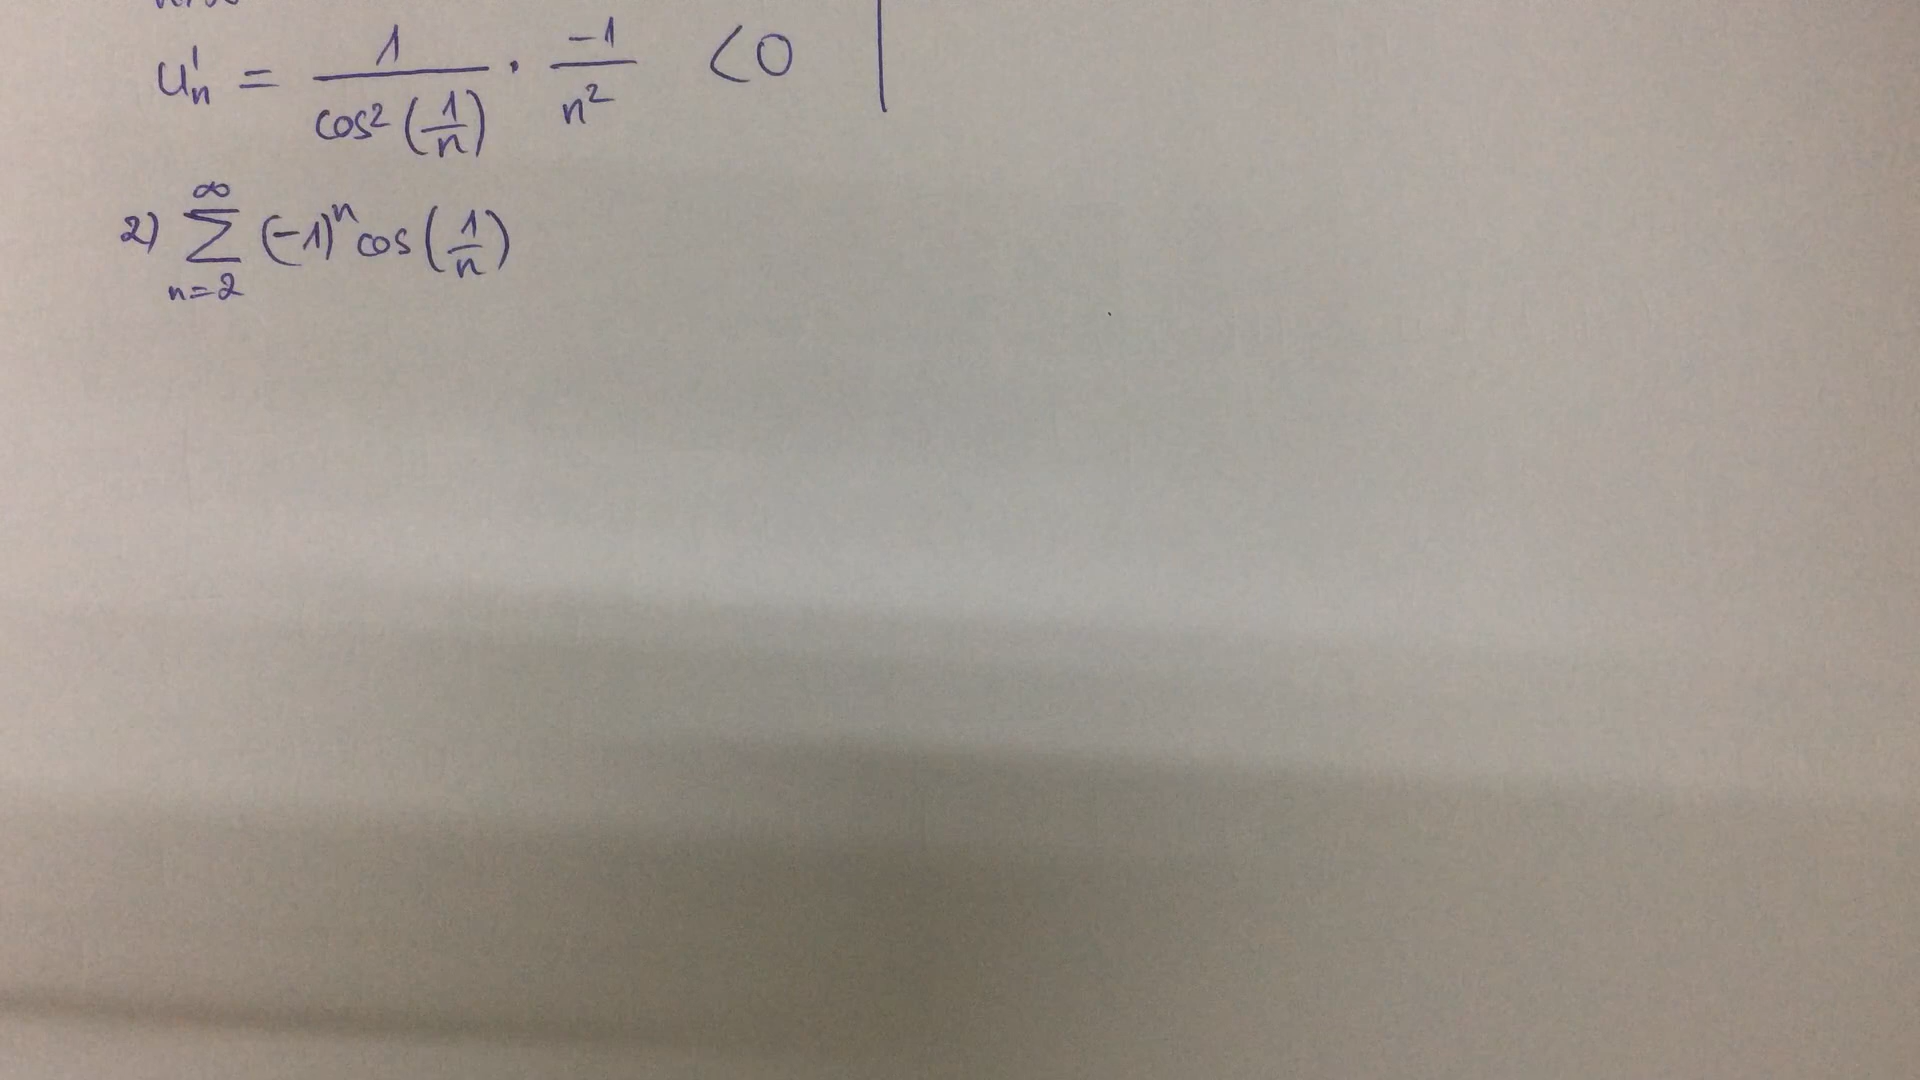 u'n = 1/cos²(1/n) · -1/n² <0
2) ∞∑n=2 (-1)ⁿ cos(1/n)